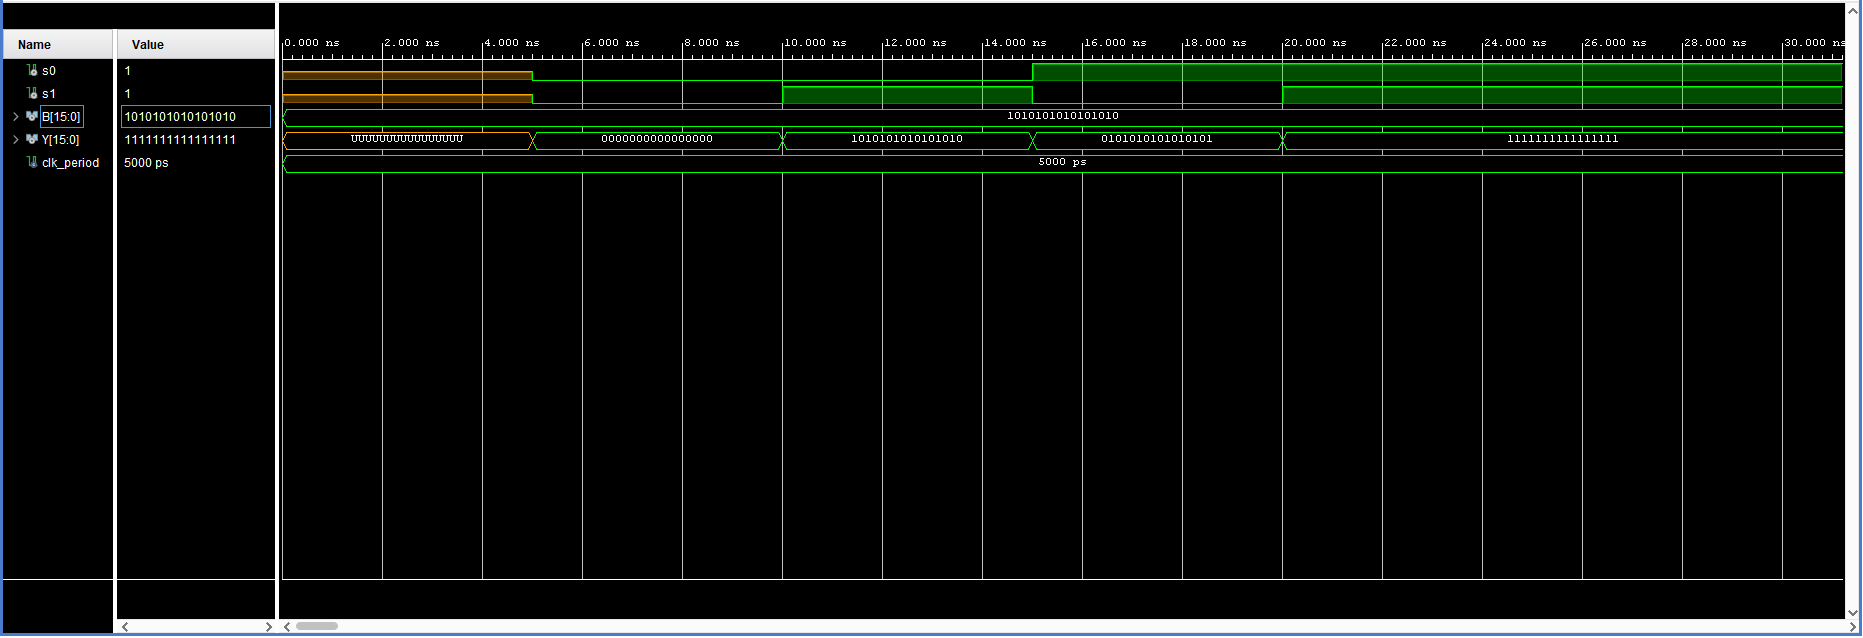 Name Value 0.000 ns 2.000 ns 4.000 ns 6.000 ns 8.000 ns 10.000 ns 12.000 ns 14.000 ns 16.000 ns 18.000 ns 20.000 ns 22.000 ns 24.000 ns 26.000 ns 28.000 ns 30.000 ns
s0 1
s1 1
B[15:0] 1010101010101010 1010101010101010
Y[15:0] 1111111111111111 UUUUUUUUUUUUUUUU 0000000000000000 1010101010101010 0101010101010101 1111111111111111
clk_period 5000 ps 5000 ps